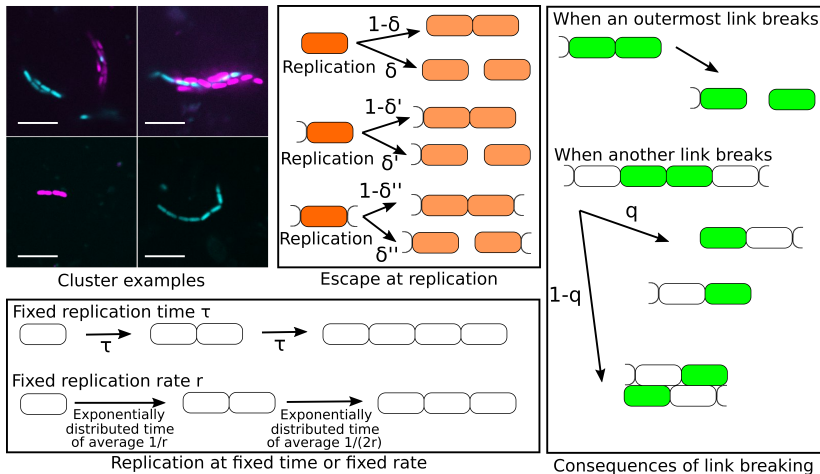 Cluster examples
1-δ
Replication
δ
1-δ'
Replication
δ'
1-δ''
Replication
δ''
Escape at replication
When an outermost link breaks
When another link breaks
q
1-q
Consequences of link breaking
Fixed replication time τ
τ
τ
Fixed replication rate r
Exponentially
distributed time
of average 1/r
Exponentially
distributed time
of average 1/(2r)
Replication at fixed time or fixed rate